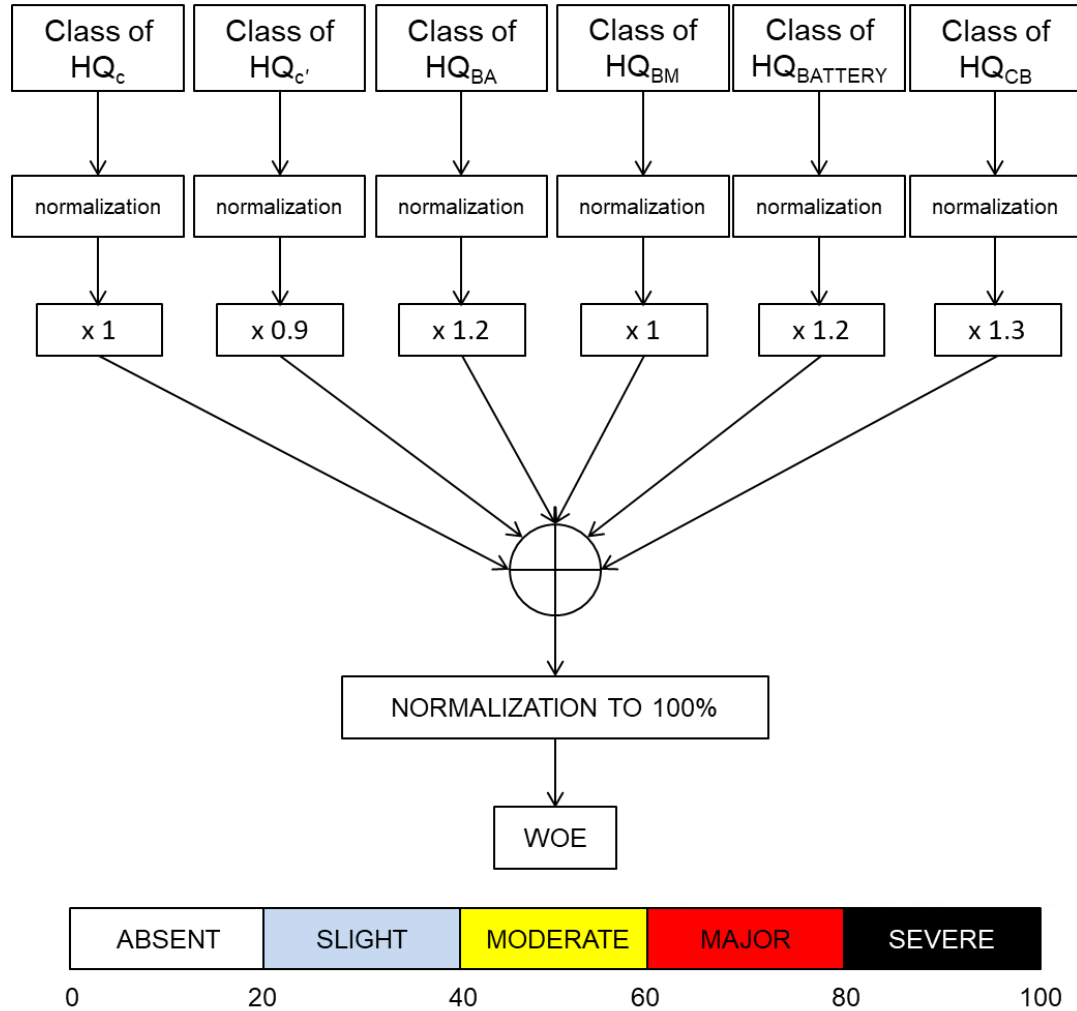 Class of
HQc
Class of
HQc'
Class of
HQBA
Class of
HQBM
Class of
HQBATTERY
Class of
HQCB
normalization
normalization
normalization
normalization
normalization
normalization
x 1
x 0.9
x 1.2
x 1
x 1.2
x 1.3
NORMALIZATION TO 100%
WOE
ABSENT
SLIGHT
MODERATE
MAJOR
SEVERE
0
20
40
60
80
100